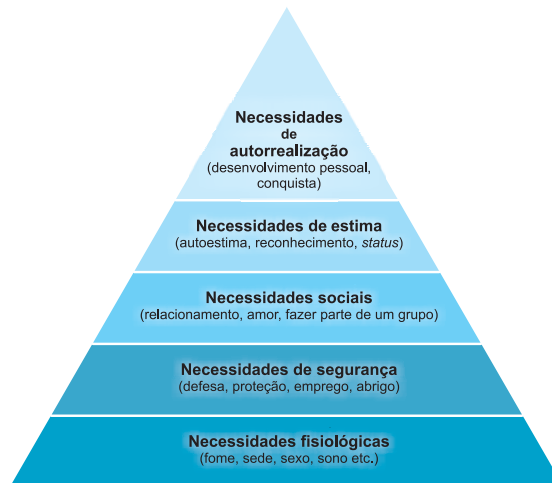 Necessidades
de
autorrealização
(desenvolvimento pessoal,
conquista)
Necessidades de estima
(autoestima, reconhecimento, status)
Necessidades sociais
(relacionamento, amor, fazer parte de um grupo)
Necessidades de segurança
(defesa, proteção, emprego, abrigo)
Necessidades fisiológicas
(fome, sede, sexo, sono etc.)